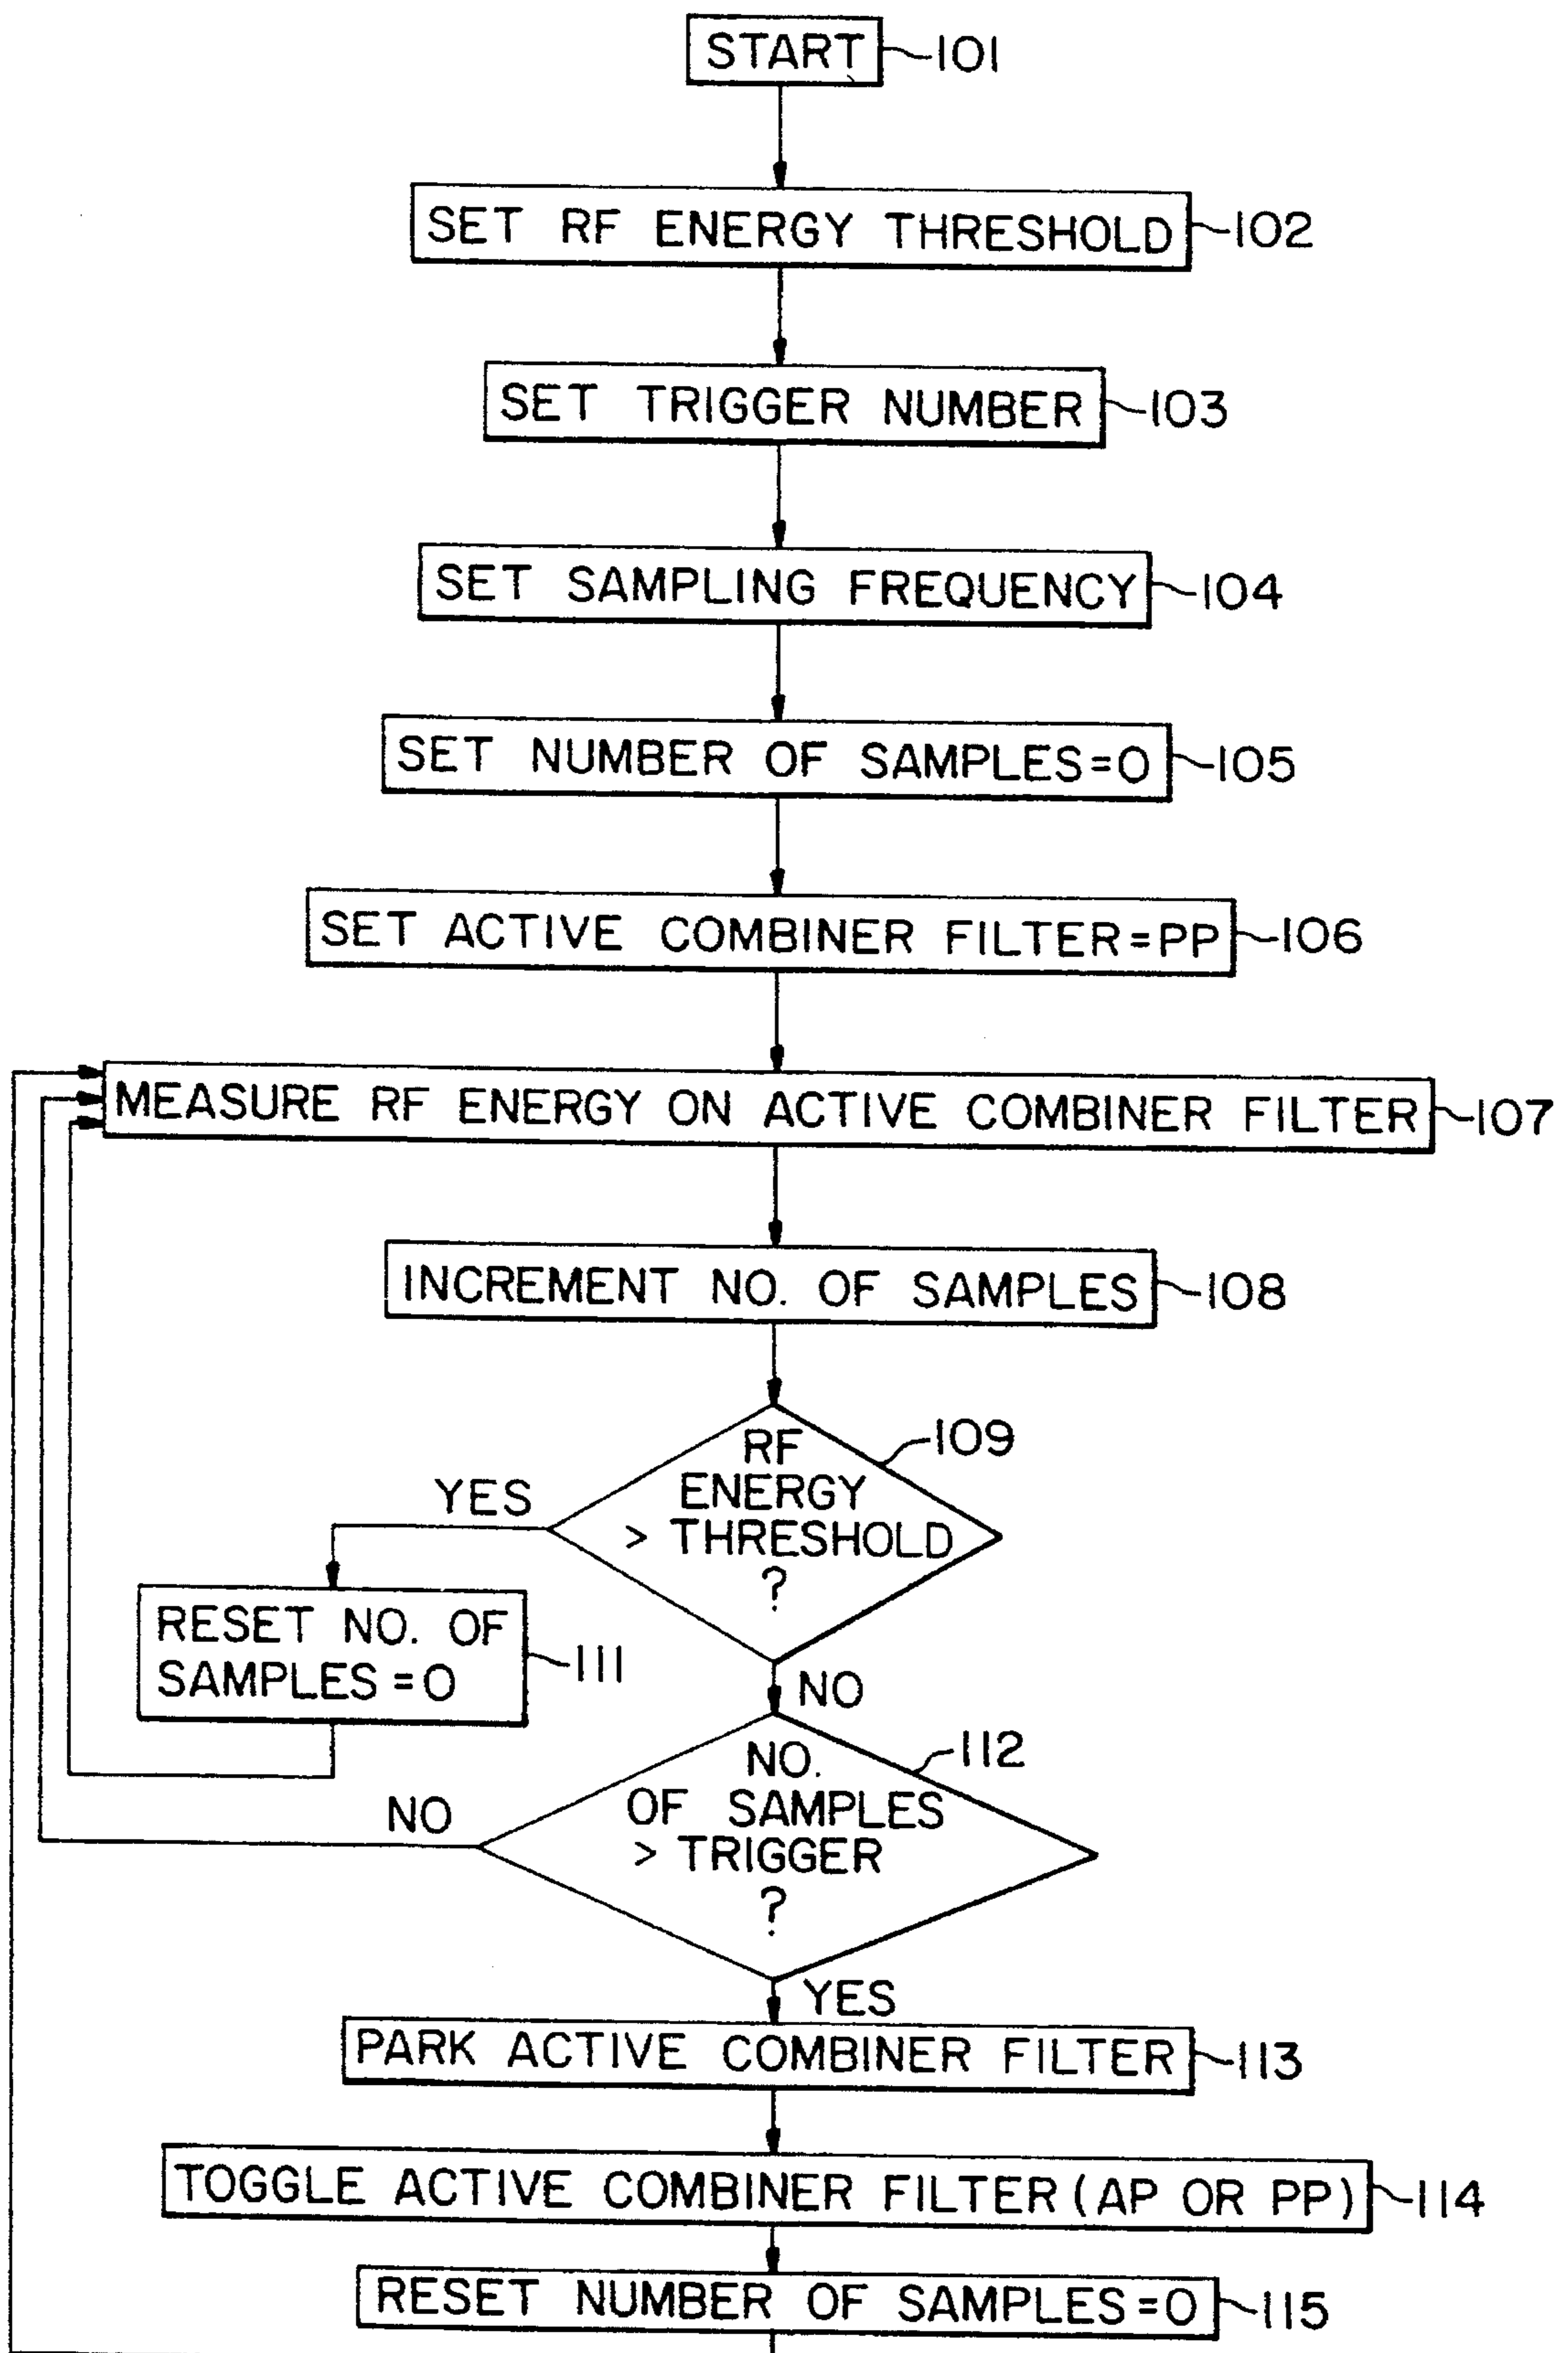 START 101
SET RF ENERGY THRESHOLD 102
SET TRIGGER NUMBER 103
SET SAMPLING FREQUENCY 104
SET NUMBER OF SAMPLES=0 105
SET ACTIVE COMBINER FILTER=PP 106
MEASURE RF ENERGY ON ACTIVE COMBINER FILTER 107
INCREMENT NO. OF SAMPLES 108
RF
ENERGY
> THRESHOLD
?
109
YES
RESET NO. OF
SAMPLES=0
111
NO
NO.
OF SAMPLES
> TRIGGER
?
112
NO
YES
PARK ACTIVE COMBINER FILTER 113
TOGGLE ACTIVE COMBINER FILTER (AP OR PP) 114
RESET NUMBER OF SAMPLES=0 115